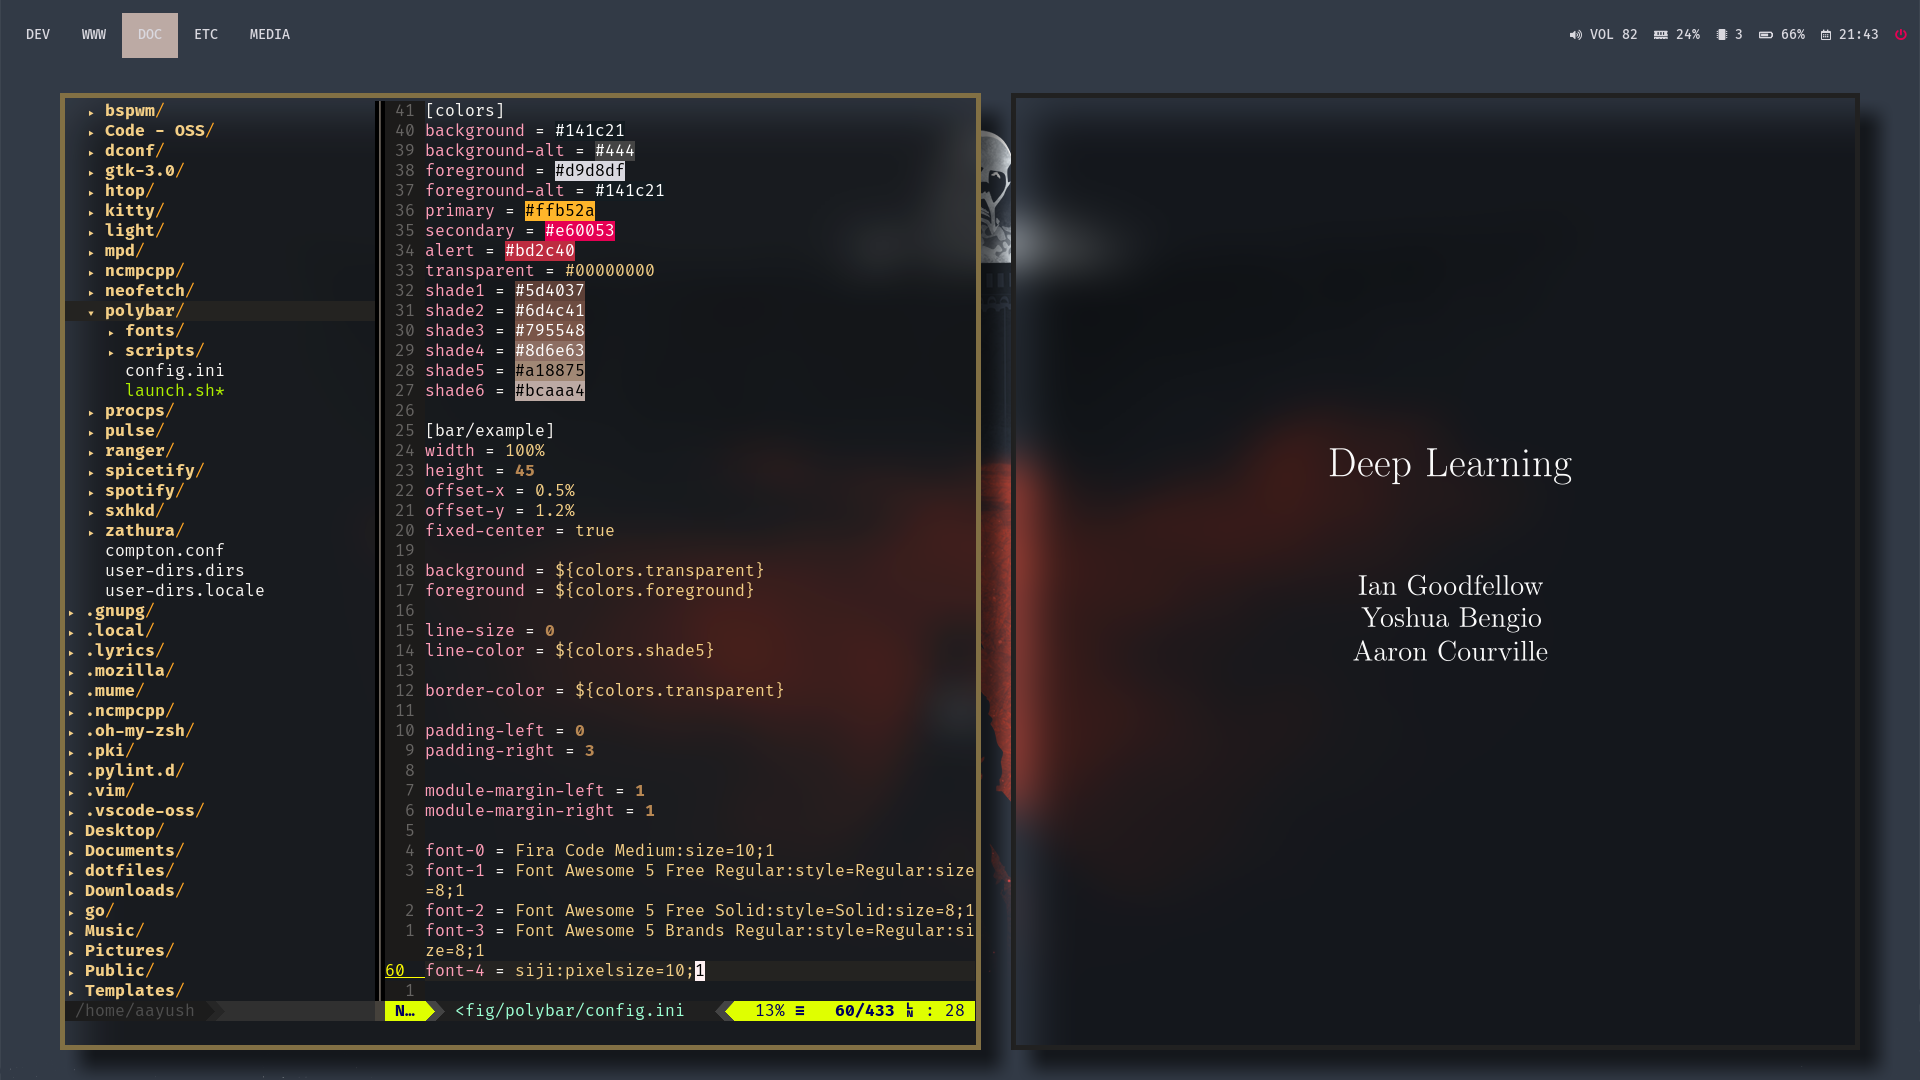 DEV WWW DOC ETC MEDIA
VOL 82 24% 3 66% 21:43
▸ bspwm/
▸ Code - OSS/
▸ dconf/
▸ gtk-3.0/
▸ htop/
▸ kitty/
▸ light/
▸ mpd/
▸ ncmpcpp/
▸ neofetch/
▾ polybar/
▸ fonts/
▸ scripts/
config.ini
launch.sh*
▸ procps/
▸ pulse/
▸ ranger/
▸ spicetify/
▸ spotify/
▸ sxhkd/
▸ zathura/
compton.conf
user-dirs.dirs
user-dirs.locale
▸ .gnupg/
▸ .local/
▸ .lyrics/
▸ .mozilla/
▸ .mume/
▸ .ncmpcpp/
▸ .oh-my-zsh/
▸ .pki/
▸ .pylint.d/
▸ .vim/
▸ .vscode-oss/
▸ Desktop/
▸ Documents/
▸ dotfiles/
▸ Downloads/
▸ go/
▸ Music/
▸ Pictures/
▸ Public/
▸ Templates/
/home/aayush
41 [colors]
40 background = #141c21
39 background-alt = #444
38 foreground = #d9d8df
37 foreground-alt = #141c21
36 primary = #ffb52a
35 secondary = #e60053
34 alert = #bd2c40
33 transparent = #00000000
32 shade1 = #5d4037
31 shade2 = #6d4c41
30 shade3 = #795548
29 shade4 = #8d6e63
28 shade5 = #a18875
27 shade6 = #bcaaa4
26
25 [bar/example]
24 width = 100%
23 height = 45
22 offset-x = 0.5%
21 offset-y = 1.2%
20 fixed-center = true
19
18 background = ${colors.transparent}
17 foreground = ${colors.foreground}
16
15 line-size = 0
14 line-color = ${colors.shade5}
13
12 border-color = ${colors.transparent}
11
10 padding-left = 0
9 padding-right = 3
8
7 module-margin-left = 1
6 module-margin-right = 1
5
4 font-0 = Fira Code Medium:size=10;1
3 font-1 = Font Awesome 5 Free Regular:style=Regular:size
=8;1
2 font-2 = Font Awesome 5 Free Solid:style=Solid:size=8;1
1 font-3 = Font Awesome 5 Brands Regular:style=Regular:si
ze=8;1
60 font-4 = siji:pixelsize=10;1
1
N… <fig/polybar/config.ini 13% ≡ 60/433 ␤ : 28
Deep Learning
Ian Goodfellow
Yoshua Bengio
Aaron Courville